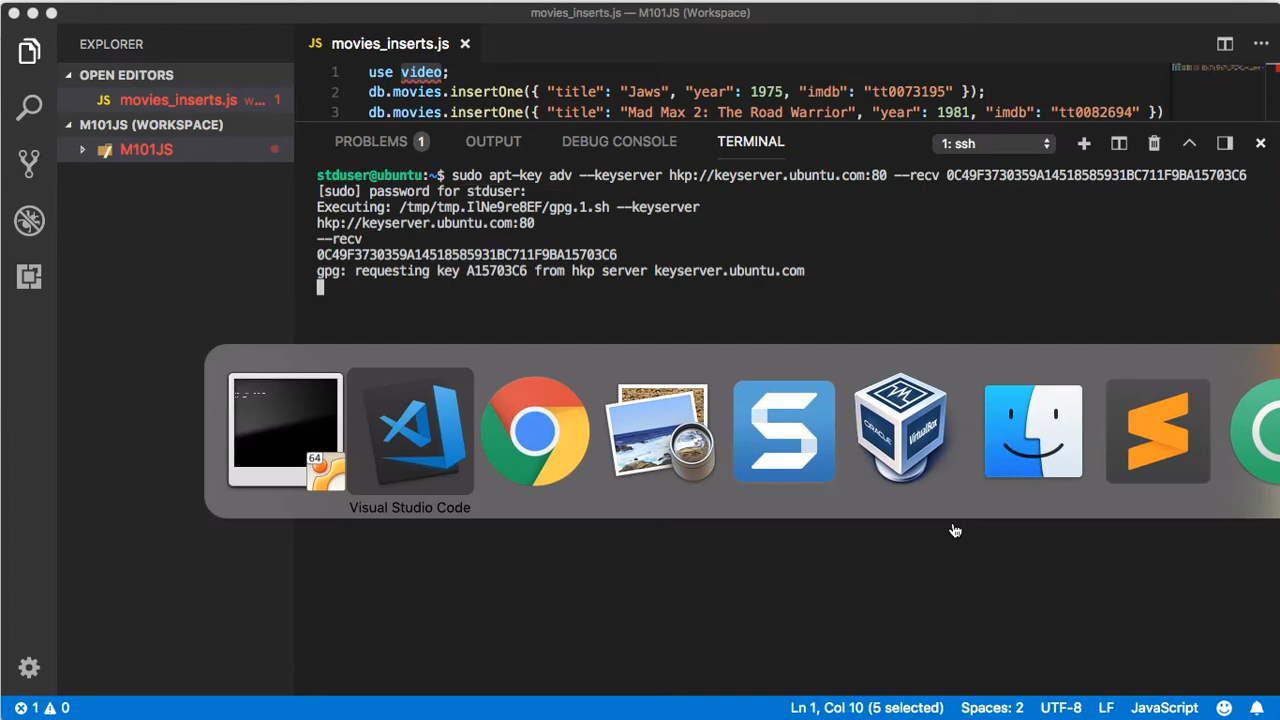 movies_inserts.js — M101JS (Workspace)
EXPLORER
OPEN EDITORS
JS movies_inserts.js w... 1
M101JS (WORKSPACE)
M101JS
JS movies_inserts.js
1 use video;
2 db.movies.insertOne({ "title": "Jaws", "year": 1975, "imdb": "tt0073195" });
3 db.movies.insertOne({ "title": "Mad Max 2: The Road Warrior", "year": 1981, "imdb": "tt0082694" })
PROBLEMS 1 OUTPUT DEBUG CONSOLE TERMINAL 1: ssh
stduser@ubuntu:~$ sudo apt-key adv --keyserver hkp://keyserver.ubuntu.com:80 --recv 0C49F3730359A14518585931BC711F9BA15703C6
[sudo] password for stduser:
Executing: /tmp/tmp.IlNe9re8EF/gpg.1.sh --keyserver
hkp://keyserver.ubuntu.com:80
--recv
0C49F3730359A14518585931BC711F9BA15703C6
gpg: requesting key A15703C6 from hkp server keyserver.ubuntu.com
64
ORACLE
VirtualBox
Visual Studio Code
1 0 Ln 1, Col 10 (5 selected) Spaces: 2 UTF-8 LF JavaScript